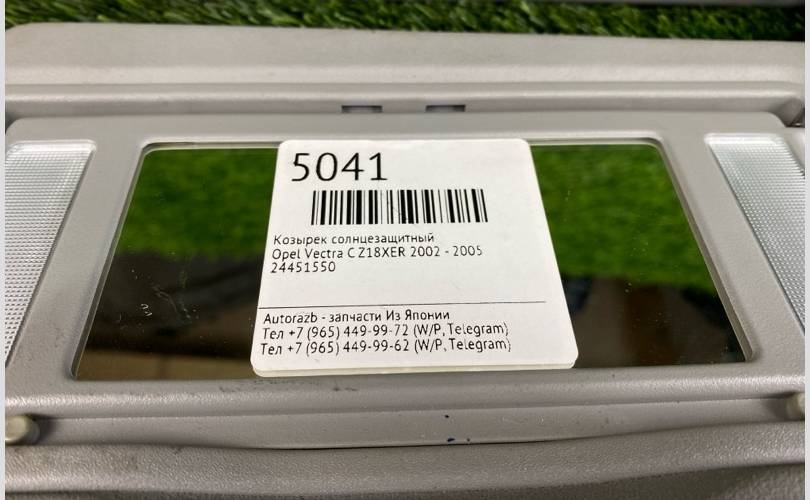 5041
Козырек солнцезащитный
Opel Vectra C Z18XER 2002 - 2005
24451550
Autorazb - запчасти Из Японии
Тел +7 (965) 449-99-72 (W/P, Telegram)
Тел +7 (965) 449-99-62 (W/P, Telegram)